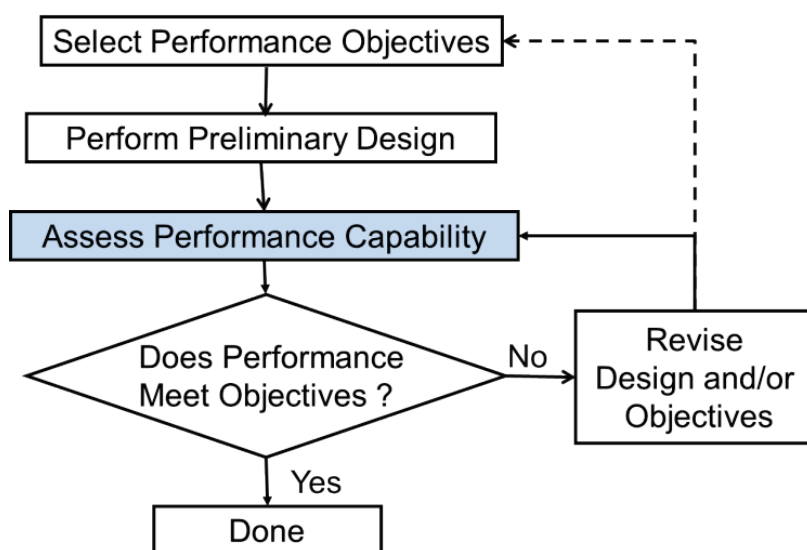 Select Performance Objectives
Perform Preliminary Design
Assess Performance Capability
Does Performance
Meet Objectives ?
No
Revise
Design and/or
Objectives
Yes
Done